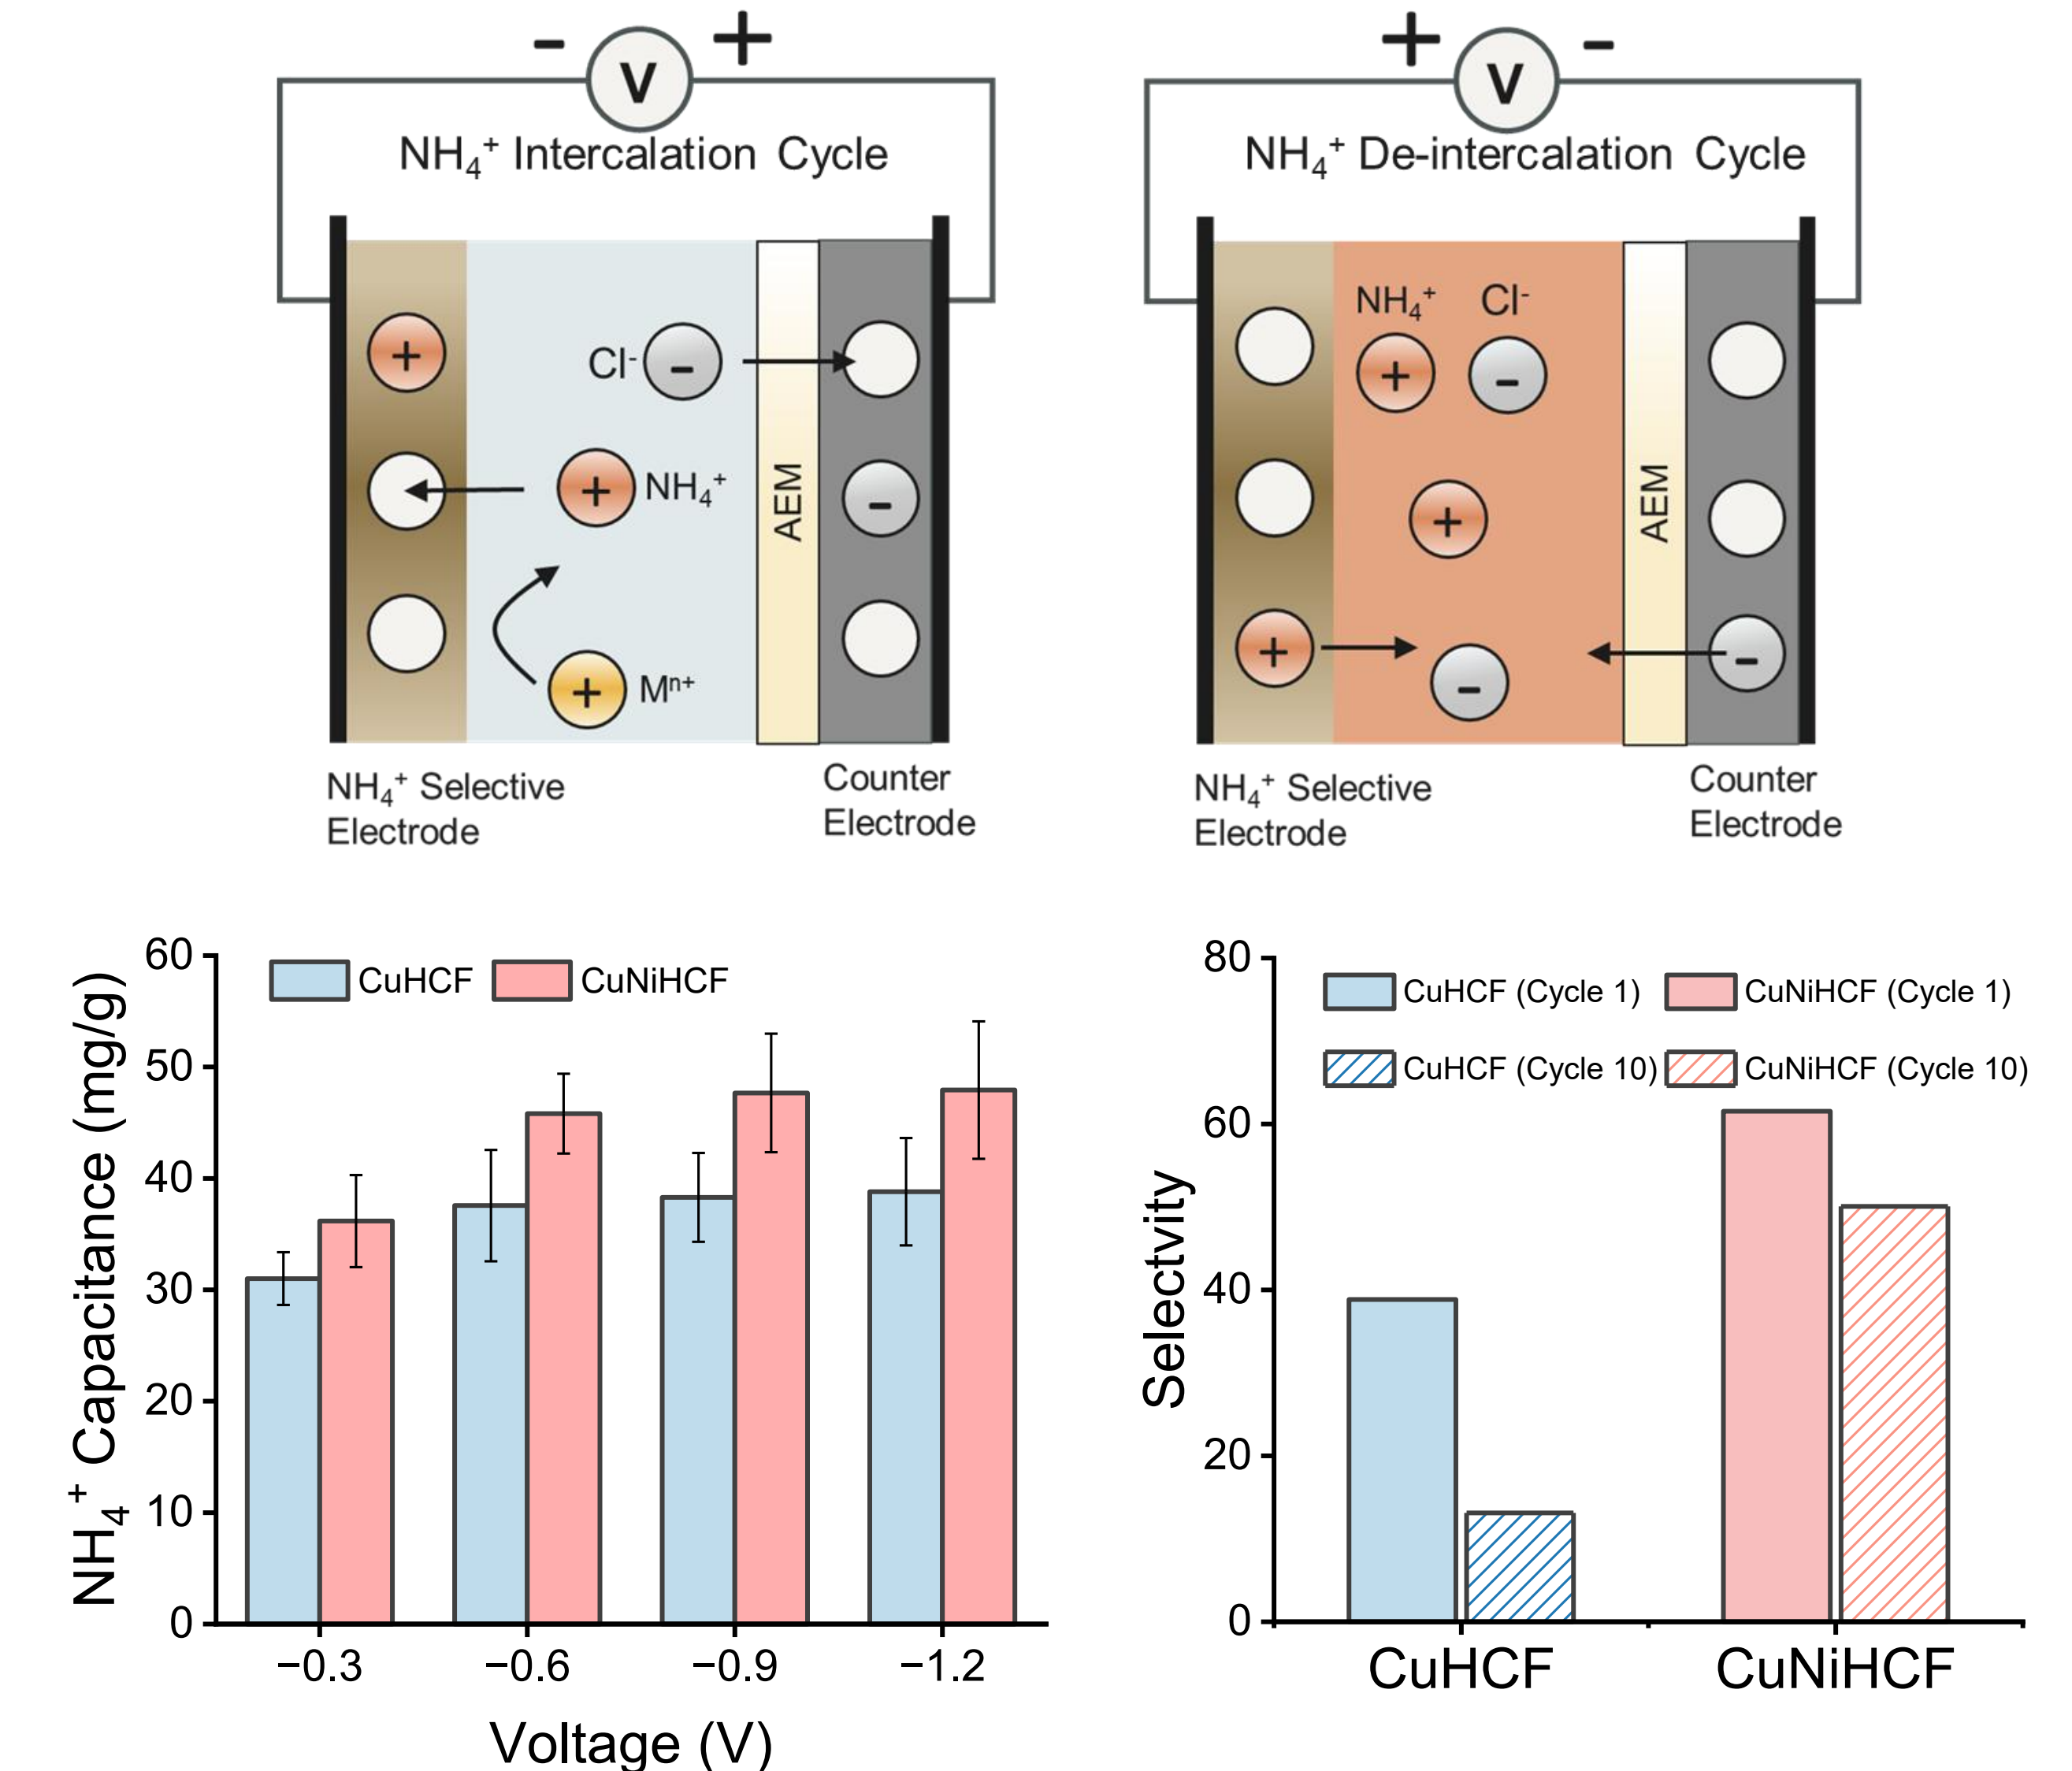 - +
V
NH₄⁺ Intercalation Cycle
+
Cl⁻
-
+
NH₄⁺
-
AEM
+
Mⁿ⁺
NH₄⁺ Selective
Electrode
Counter
Electrode
+ -
V
NH₄⁺ De-intercalation Cycle
NH₄⁺ Cl⁻
+ -
+
AEM
+
-
-
NH₄⁺ Selective
Electrode
Counter
Electrode
NH₄⁺ Capacitance (mg/g)
60
50
40
30
20
10
0
CuHCF CuNiHCF
−0.3 −0.6 −0.9 −1.2
Voltage (V)
Selectvity
80
60
40
20
0
CuHCF (Cycle 1) CuNiHCF (Cycle 1)
CuHCF (Cycle 10) CuNiHCF (Cycle 10)
CuHCF CuNiHCF